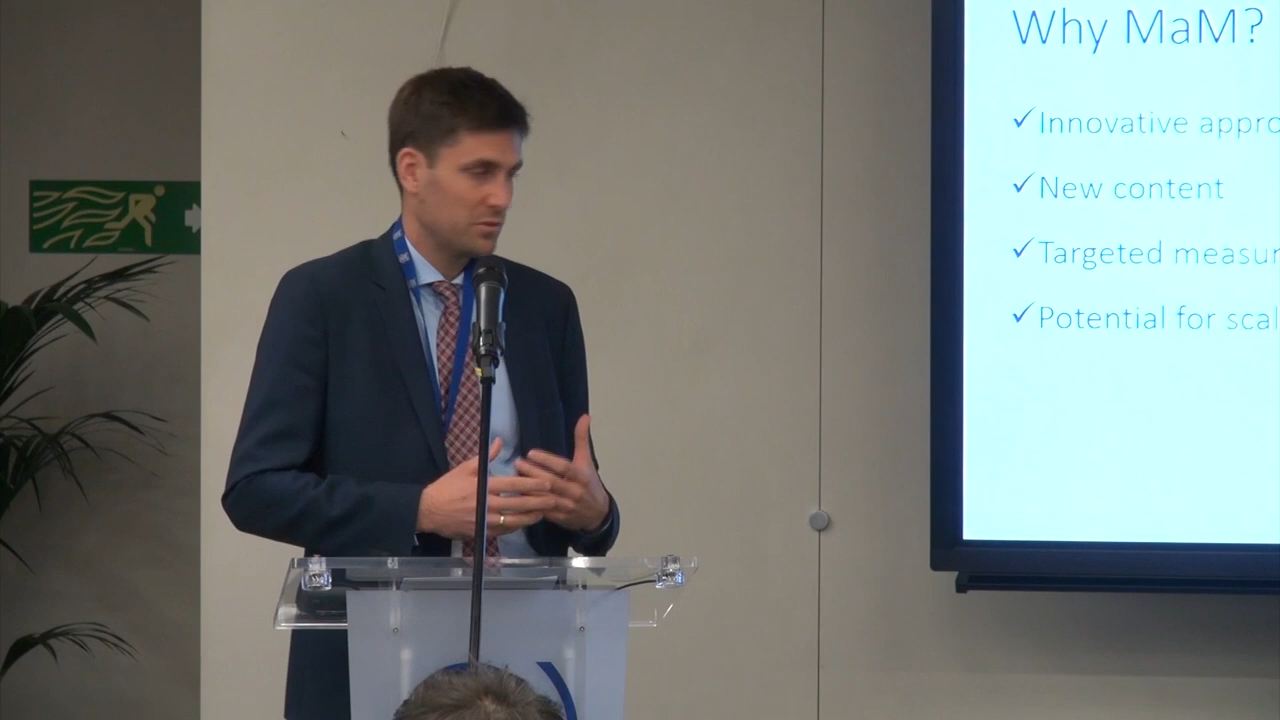 Why MaM?
✓Innovative appro
✓New content
✓Targeted measur
✓Potential for scal